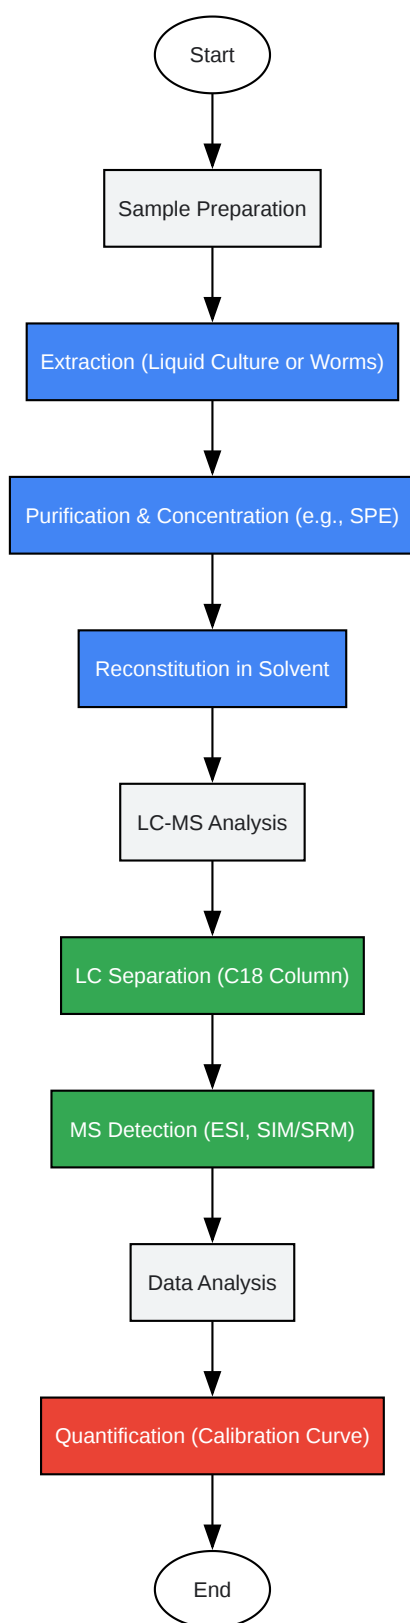 Start
Sample Preparation
Extraction (Liquid Culture or Worms)
Purification & Concentration (e.g., SPE)
Reconstitution in Solvent
LC-MS Analysis
LC Separation (C18 Column)
MS Detection (ESI, SIM/SRM)
Data Analysis
Quantification (Calibration Curve)
End